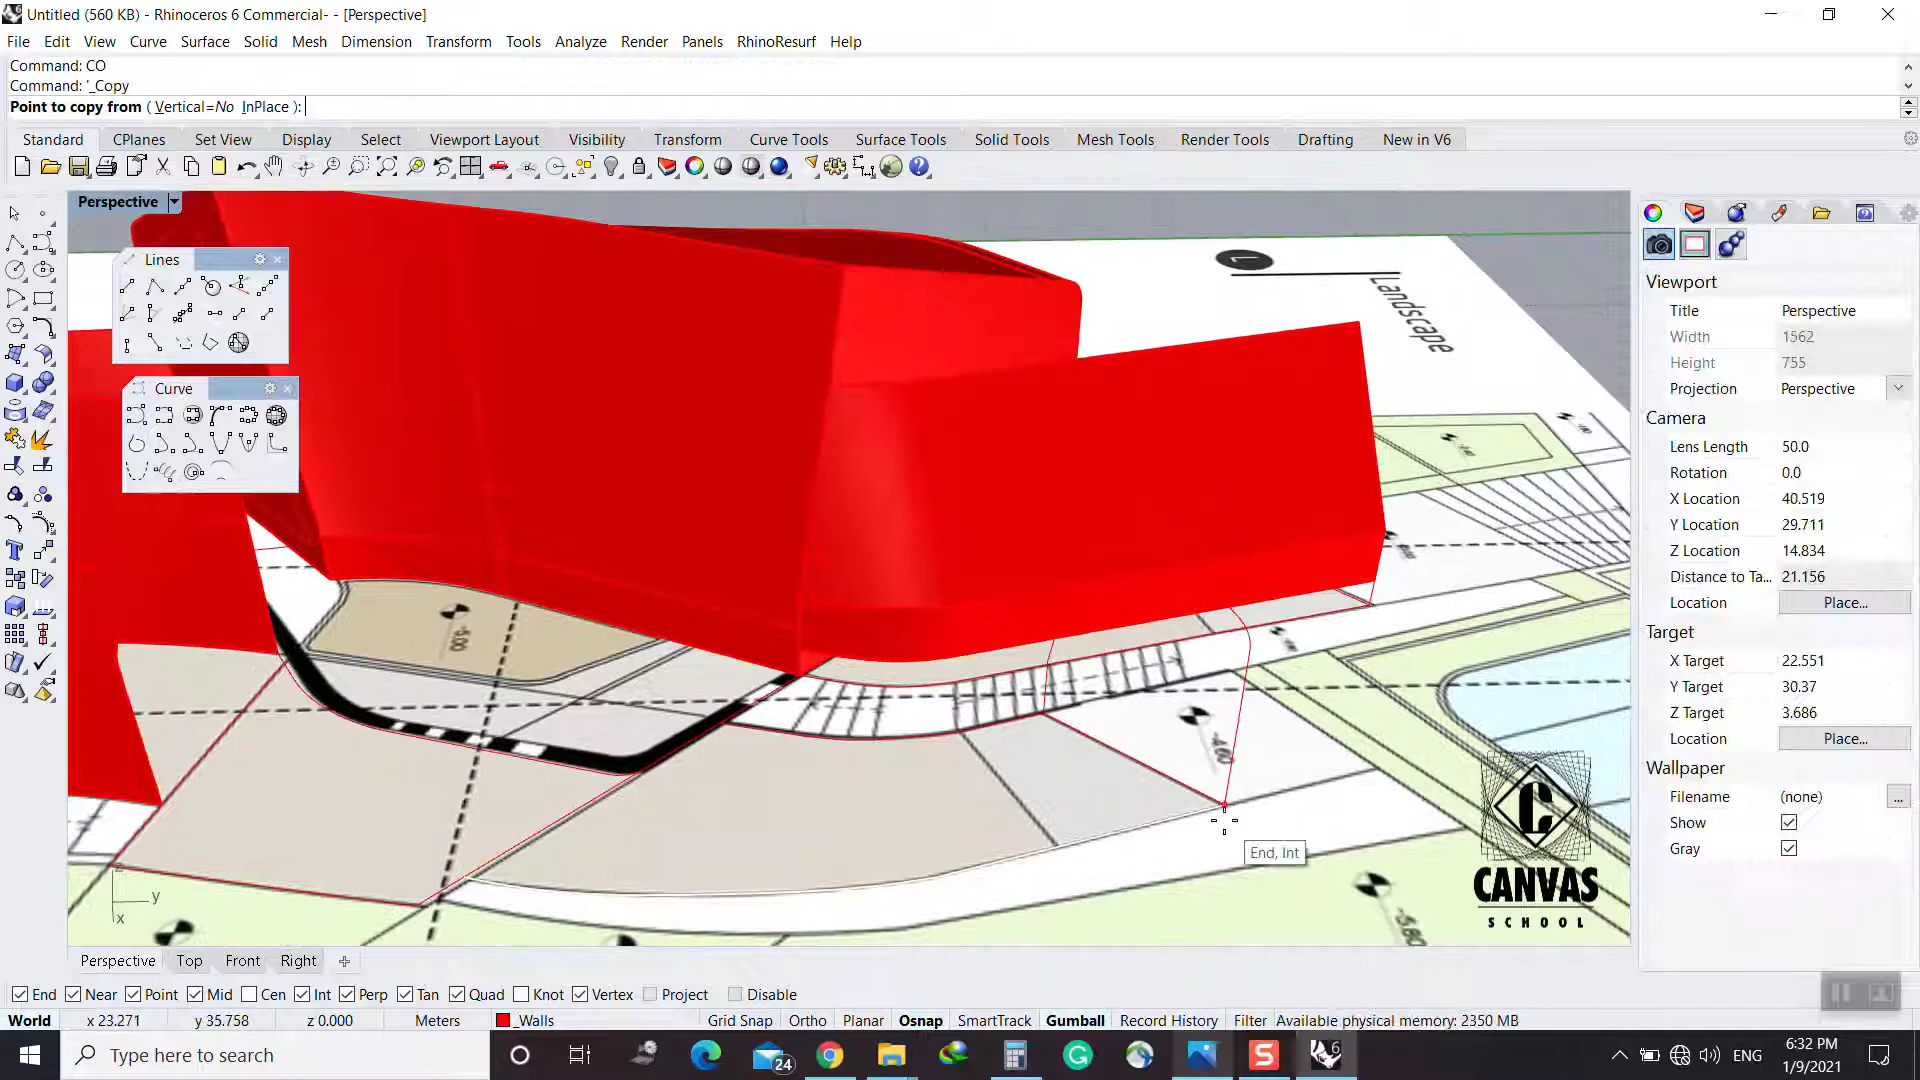 Untitled (560 KB) - Rhinoceros 6 Commercial- - [Perspective]
File Edit View Curve Surface Solid Mesh Dimension Transform Tools Analyze Render Panels RhinoResurf Help
Command: CO
Command: '_Copy
Point to copy from ( Vertical=No InPlace ):
Standard CPlanes Set View Display Select Viewport Layout Visibility Transform Curve Tools Surface Tools Solid Tools Mesh Tools Render Tools Drafting New in V6
Perspective
Lines
Curve
L
Landscape
-5.00
-4.60
-5.80
End, Int
z
y
x
CANVAS
SCHOOL
Viewport
Title Perspective
Width 1562
Height 755
Projection Perspective
Camera
Lens Length 50.0
Rotation 0.0
X Location 40.519
Y Location 29.711
Z Location 14.834
Distance to Ta... 21.156
Location Place...
Target
X Target 22.551
Y Target 30.37
Z Target 3.686
Location Place...
Wallpaper
Filename (none) ...
Show
Gray
Perspective Top Front Right
End Near Point Mid Cen Int Perp Tan Quad Knot Vertex Project Disable
World x 23.271 y 35.758 z 0.000 Meters _Walls Grid Snap Ortho Planar Osnap SmartTrack Gumball Record History Filter Available physical memory: 2350 MB
Type here to search
24
6
ENG
6:32 PM
1/9/2021